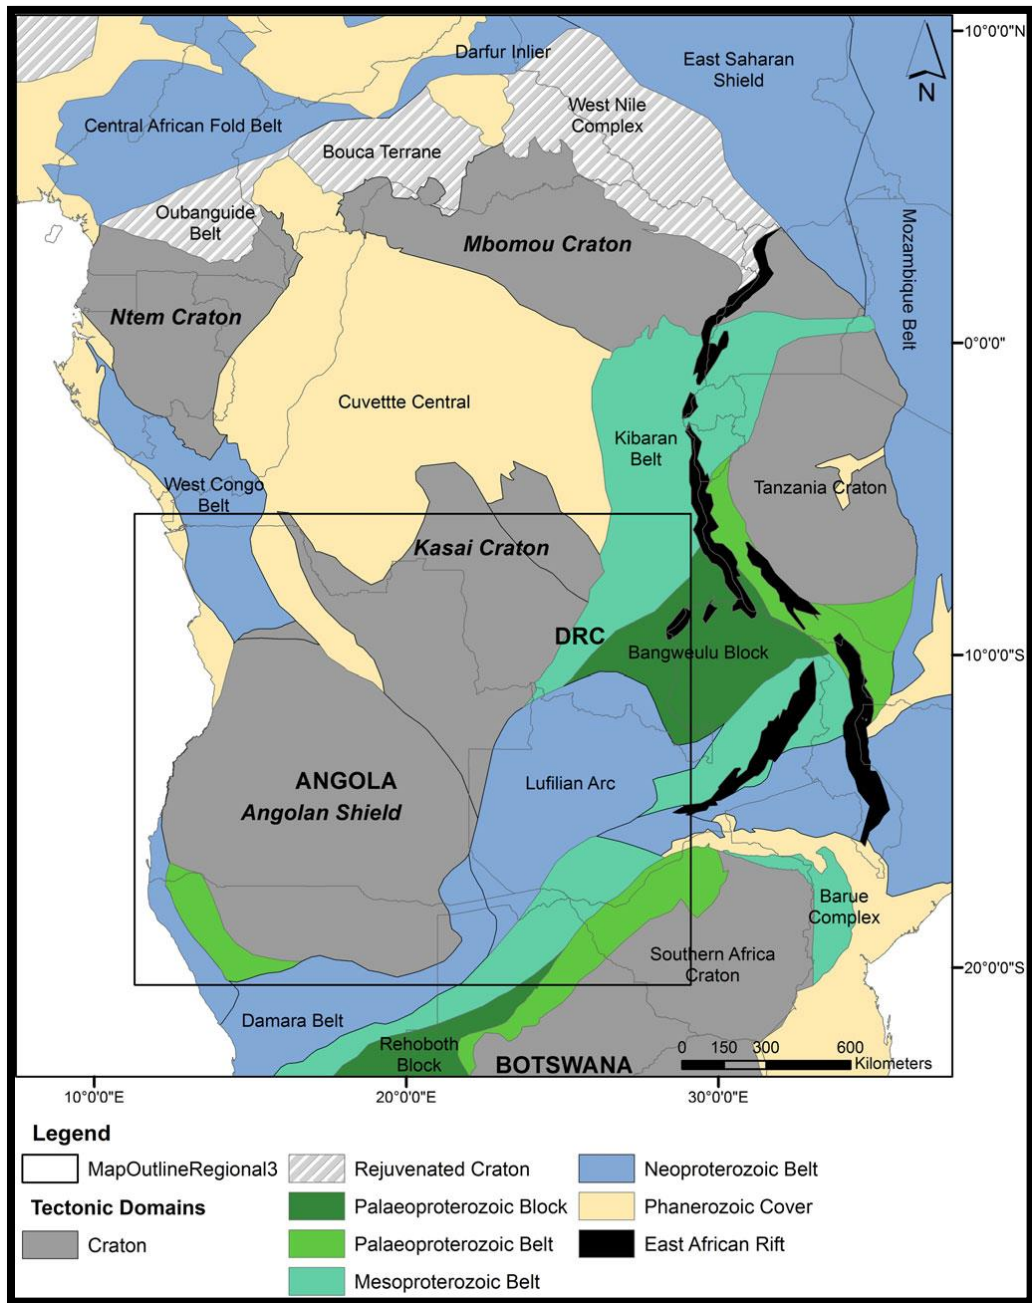 10°0'0"N
Darfur Inlier
East Saharan
Shield
N
Central African Fold Belt
West Nile
Complex
Bouca Terrane
Oubanguide
Belt
Mbomou Craton
Mozambique Belt
Ntem Craton
0°0'0"
Cuvettte Central
Kibaran
Belt
West Congo
Belt
Tanzania Craton
Kasai Craton
DRC
Bangweulu Block
10°0'0"S
ANGOLA
Angolan Shield
Lufilian Arc
Barue
Complex
Southern Africa
Craton
20°0'0"S
Damara Belt
Rehoboth
Block
BOTSWANA
0 150 300 600
Kilometers
10°0'0"E 20°0'0"E 30°0'0"E
Legend
MapOutlineRegional3
Tectonic Domains
Craton
Rejuvenated Craton
Palaeoproterozoic Block
Palaeoproterozoic Belt
Mesoproterozoic Belt
Neoproterozoic Belt
Phanerozoic Cover
East African Rift